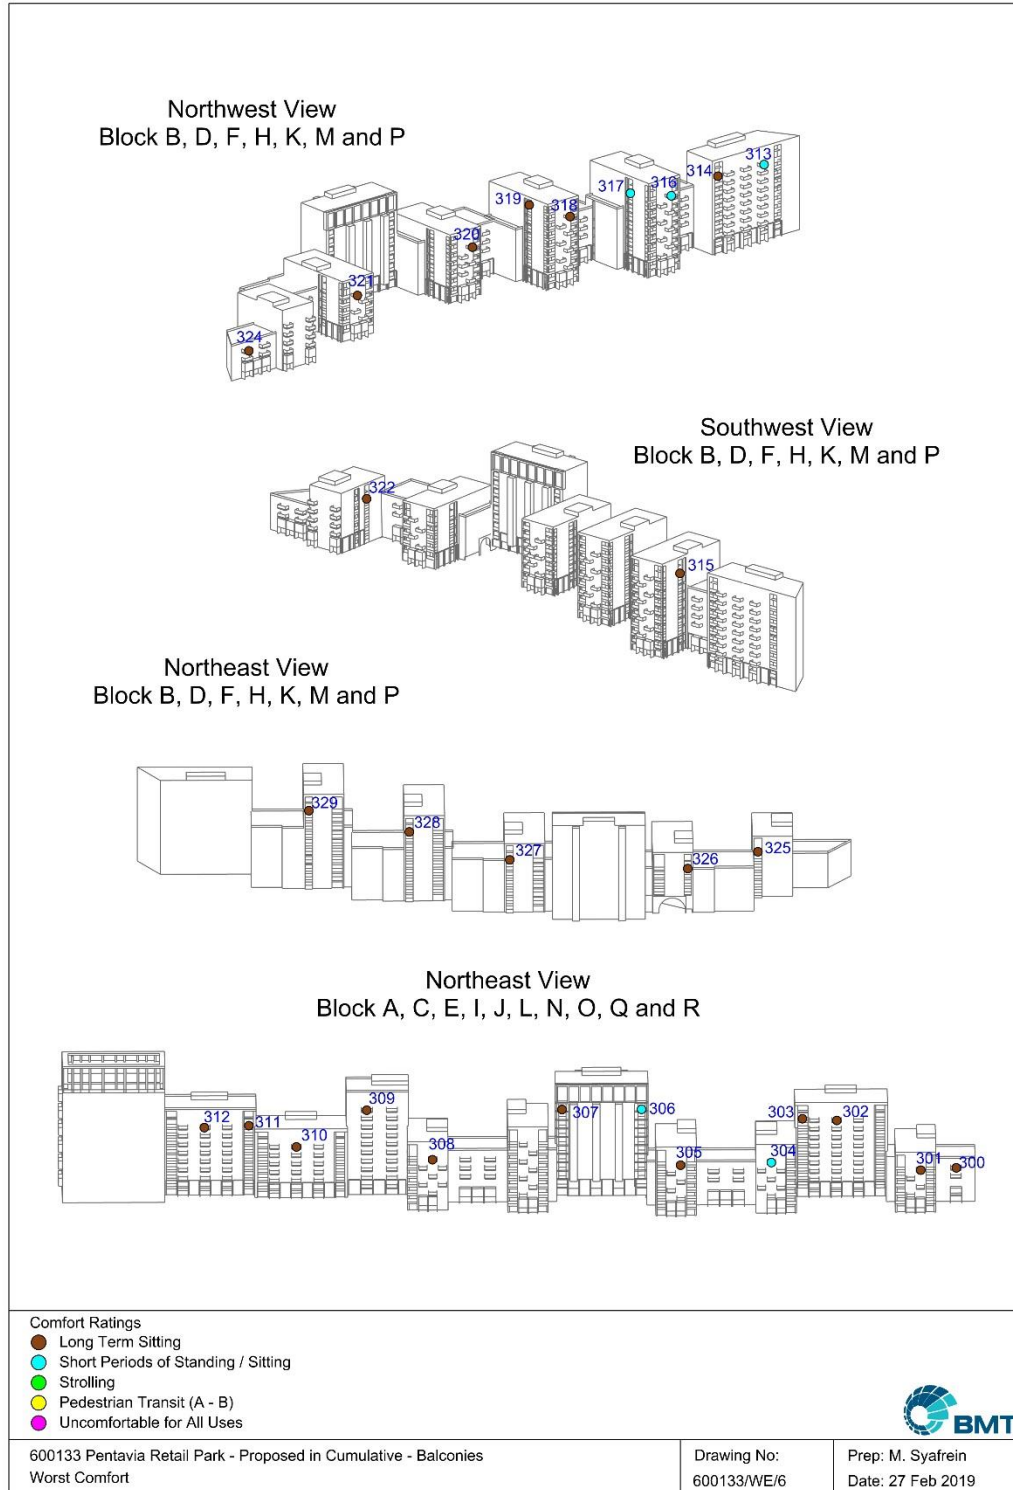 Northwest View
Block B, D, F, H, K, M and P
313
314
317
316
319
318
320
321
324
Southwest View
Block B, D, F, H, K, M and P
322
315
Northeast View
Block B, D, F, H, K, M and P
329
328
327
326
325
Northeast View
Block A, C, E, I, J, L, N, O, Q and R
312
311
310
309
308
307
306
305
304
303
302
301
300
Comfort Ratings
Long Term Sitting
Short Periods of Standing / Sitting
Strolling
Pedestrian Transit (A - B)
Uncomfortable for All Uses
BMT
600133 Pentavia Retail Park - Proposed in Cumulative - Balconies
Worst Comfort
Drawing No:
600133/WE/6
Prep: M. Syafrein
Date: 27 Feb 2019